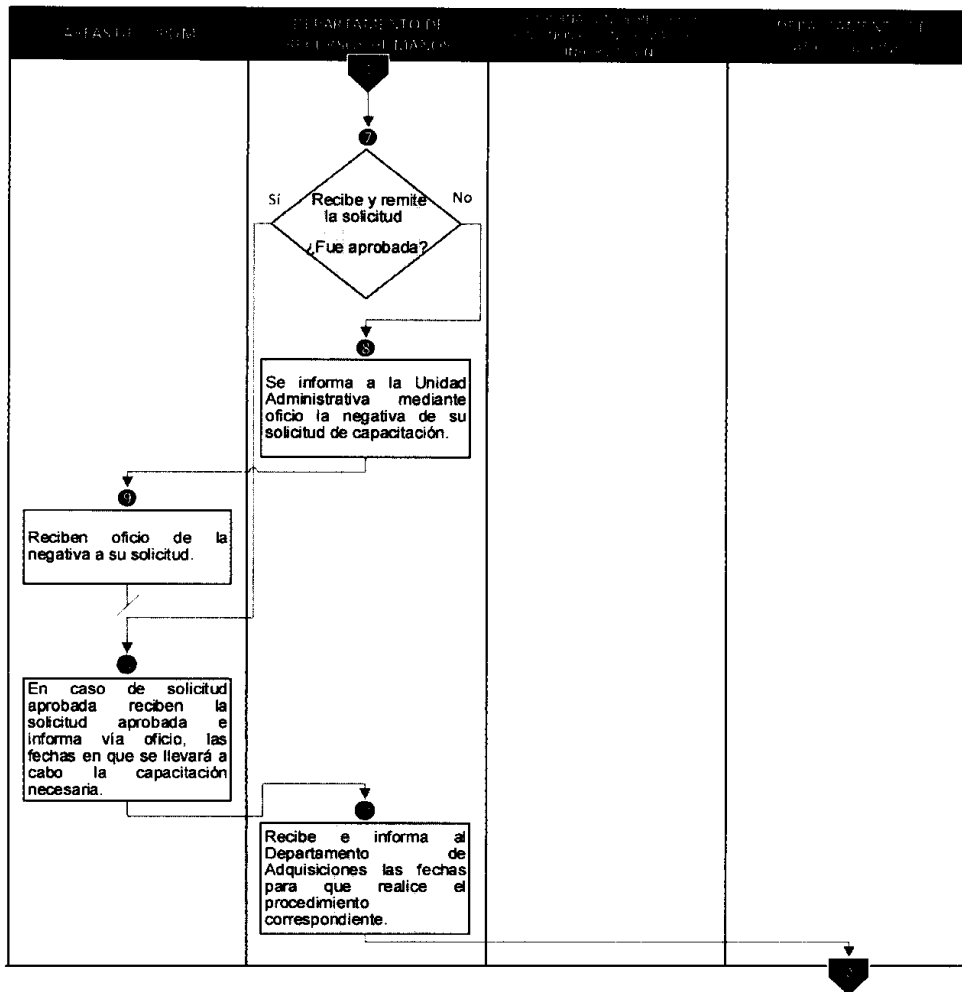 DEPARTAMENTO DE
RECURSOS HUMANOS
7
Sí
No
Recibe y remite
la solicitud
¿Fue aprobada?
8
Se informa a la Unidad
Administrativa mediante
oficio la negativa de su
solicitud de capacitación.
9
Reciben oficio de la
negativa a su solicitud.
En caso de solicitud
aprobada reciben la
solicitud aprobada e
informa vía oficio, las
fechas en que se llevará a
cabo la capacitación
necesaria.
Recibe e informa al
Departamento de
Adquisiciones las fechas
para que realice el
procedimiento
correspondiente.